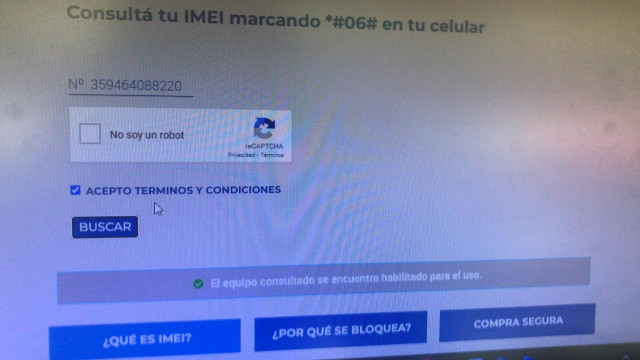 Consultá tu IMEI marcando *#06# en tu celular
Nº 359464088220
No soy un robot
reCAPTCHA
Privacidad - Términos
ACEPTO TERMINOS Y CONDICIONES
BUSCAR
El equipo consultado se encuentra habilitado para el uso.
¿QUÉ ES IMEI?
¿POR QUÉ SE BLOQUEA?
COMPRA SEGURA